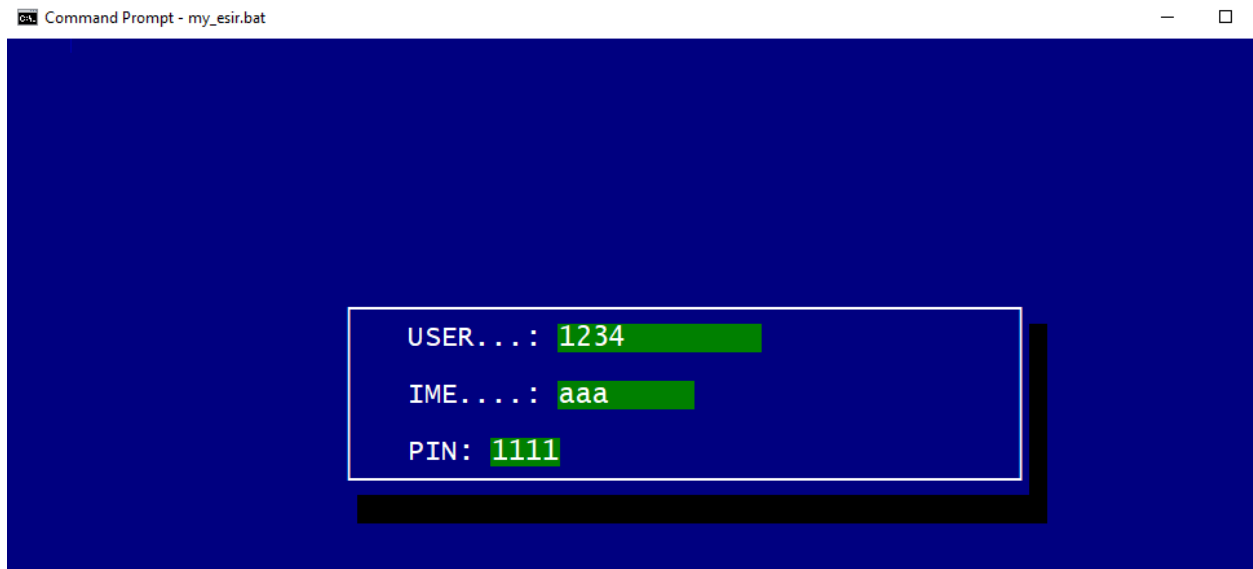 Command Prompt - my_esir.bat
USER...: 1234
IME....: aaa
PIN: 1111